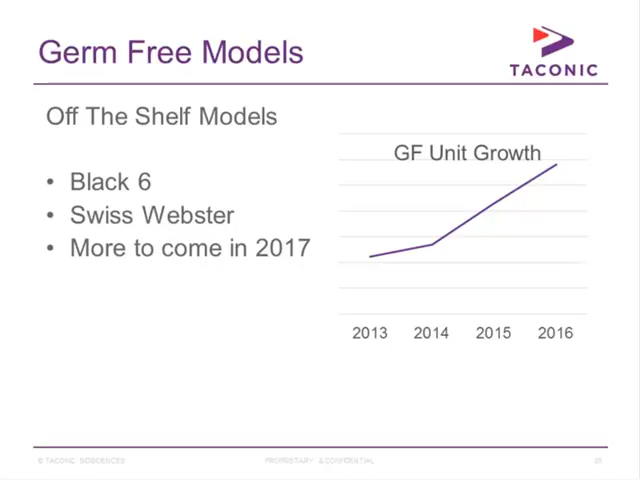 Germ Free Models
TACONIC
Off The Shelf Models
• Black 6
• Swiss Webster
• More to come in 2017
GF Unit Growth
2013 2014 2015 2016
© TACONIC BIOSCIENCES PROPRIETARY & CONFIDENTIAL